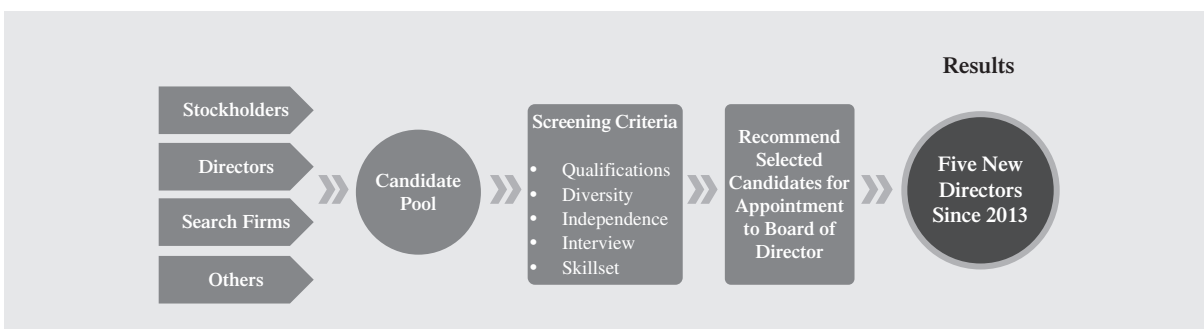 Results
Stockholders
Directors
Search Firms
Others
Candidate
Pool
Screening Criteria
• Qualifications
• Diversity
• Independence
• Interview
• Skillset
Recommend
Selected
Candidates for
Appointment
to Board of
Director
Five New
Directors
Since 2013